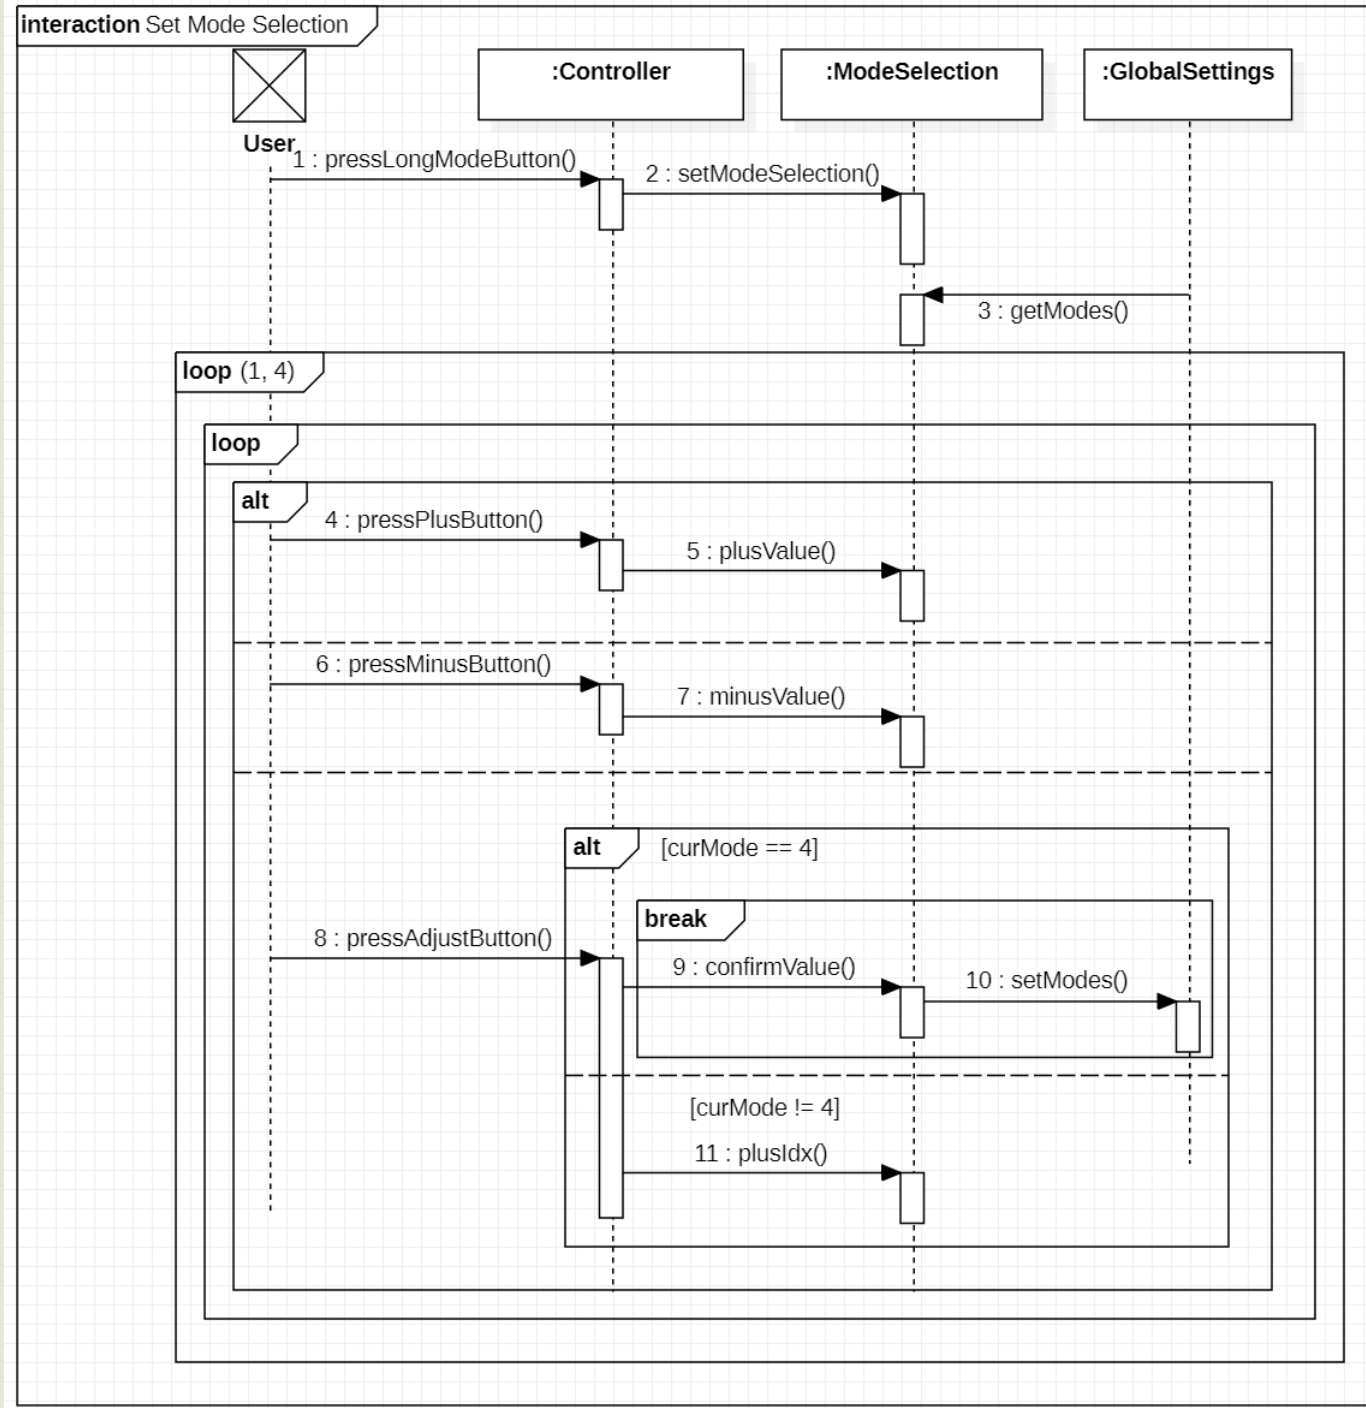 interaction Set Mode Selection
:Controller
:ModeSelection
:GlobalSettings
User
1 : pressLongModeButton()
2 : setModeSelection()
3 : getModes()
loop (1, 4)
loop
alt
4 : pressPlusButton()
5 : plusValue()
6 : pressMinusButton()
7 : minusValue()
alt [curMode == 4]
break
8 : pressAdjustButton()
9 : confirmValue()
10 : setModes()
[curMode != 4]
11 : plusIdx()